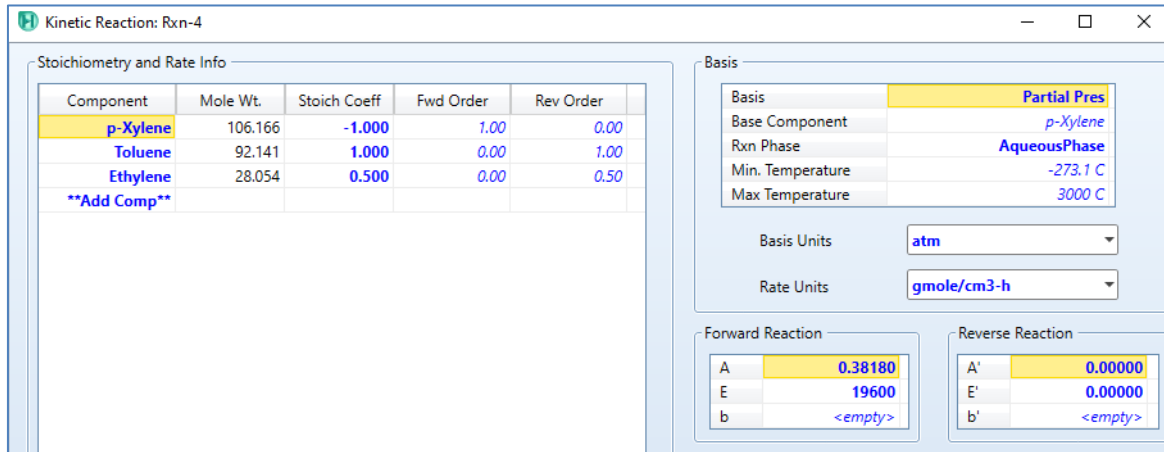 Kinetic Reaction: Rxn-4
Stoichiometry and Rate Info
Component Mole Wt. Stoich Coeff Fwd Order Rev Order
p-Xylene 106.166 -1.000 1.00 0.00
Toluene 92.141 1.000 0.00 1.00
Ethylene 28.054 0.500 0.00 0.50
**Add Comp**
Basis
Basis Partial Pres
Base Component p-Xylene
Rxn Phase AqueousPhase
Min. Temperature -273.1 C
Max Temperature 3000 C
Basis Units atm
Rate Units gmole/cm3-h
Forward Reaction
A 0.38180
E 19600
b <empty>
Reverse Reaction
A' 0.00000
E' 0.00000
b' <empty>